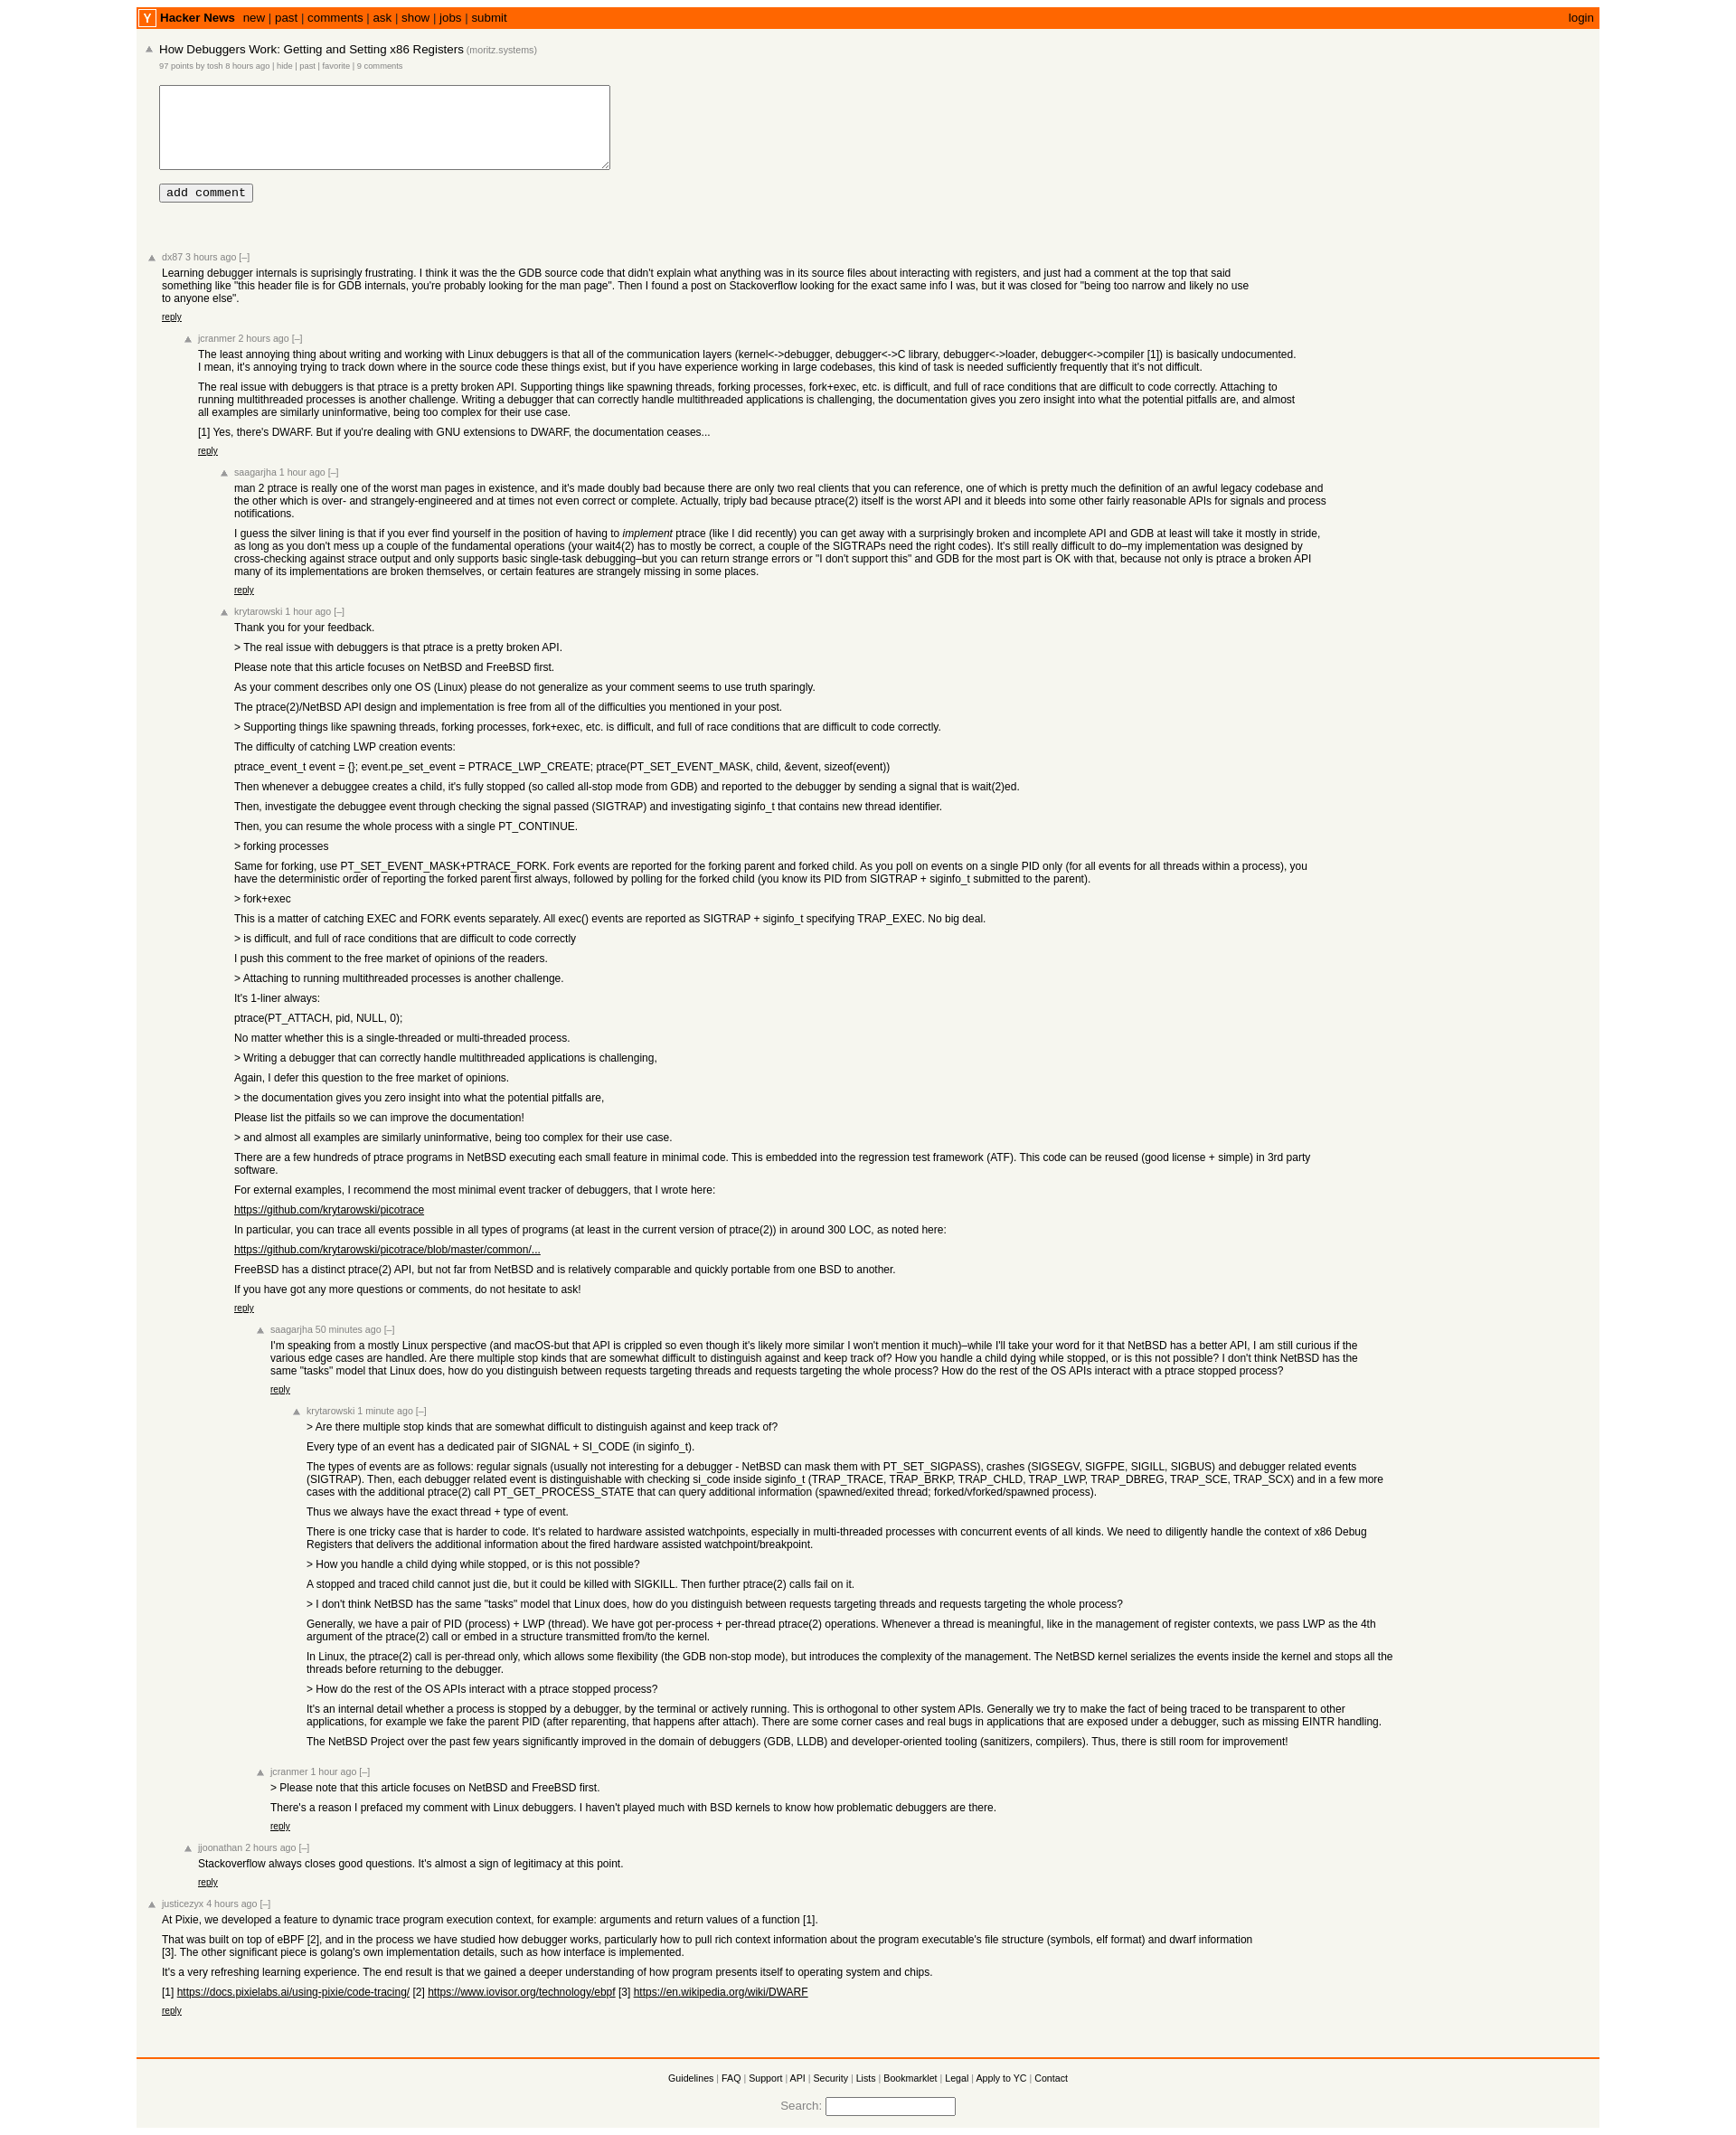 Y Hacker News new | past | comments | ask | show | jobs | submit login
How Debuggers Work: Getting and Setting x86 Registers (moritz.systems)
97 points by tosh 8 hours ago | hide | past | favorite | 9 comments
add comment
dx87 3 hours ago [–]
Learning debugger internals is suprisingly frustrating. I think it was the the GDB source code that didn't explain what anything was in its source files about interacting with registers, and just had a comment at the top that said
something like "this header file is for GDB internals, you're probably looking for the man page". Then I found a post on Stackoverflow looking for the exact same info I was, but it was closed for "being too narrow and likely no use
to anyone else".
reply
jcranmer 2 hours ago [–]
The least annoying thing about writing and working with Linux debuggers is that all of the communication layers (kernel<->debugger, debugger<->C library, debugger<->loader, debugger<->compiler [1]) is basically undocumented.
I mean, it's annoying trying to track down where in the source code these things exist, but if you have experience working in large codebases, this kind of task is needed sufficiently frequently that it's not difficult.
The real issue with debuggers is that ptrace is a pretty broken API. Supporting things like spawning threads, forking processes, fork+exec, etc. is difficult, and full of race conditions that are difficult to code correctly. Attaching to
running multithreaded processes is another challenge. Writing a debugger that can correctly handle multithreaded applications is challenging, the documentation gives you zero insight into what the potential pitfalls are, and almost
all examples are similarly uninformative, being too complex for their use case.
[1] Yes, there's DWARF. But if you're dealing with GNU extensions to DWARF, the documentation ceases...
reply
saagarjha 1 hour ago [–]
man 2 ptrace is really one of the worst man pages in existence, and it's made doubly bad because there are only two real clients that you can reference, one of which is pretty much the definition of an awful legacy codebase and
the other which is over- and strangely-engineered and at times not even correct or complete. Actually, triply bad because ptrace(2) itself is the worst API and it bleeds into some other fairly reasonable APIs for signals and process
notifications.
I guess the silver lining is that if you ever find yourself in the position of having to implement ptrace (like I did recently) you can get away with a surprisingly broken and incomplete API and GDB at least will take it mostly in stride,
as long as you don't mess up a couple of the fundamental operations (your wait4(2) has to mostly be correct, a couple of the SIGTRAPs need the right codes). It's still really difficult to do–my implementation was designed by
cross-checking against strace output and only supports basic single-task debugging–but you can return strange errors or "I don't support this" and GDB for the most part is OK with that, because not only is ptrace a broken API
many of its implementations are broken themselves, or certain features are strangely missing in some places.
reply
krytarowski 1 hour ago [–]
Thank you for your feedback.
> The real issue with debuggers is that ptrace is a pretty broken API.
Please note that this article focuses on NetBSD and FreeBSD first.
As your comment describes only one OS (Linux) please do not generalize as your comment seems to use truth sparingly.
The ptrace(2)/NetBSD API design and implementation is free from all of the difficulties you mentioned in your post.
> Supporting things like spawning threads, forking processes, fork+exec, etc. is difficult, and full of race conditions that are difficult to code correctly.
The difficulty of catching LWP creation events:
ptrace_event_t event = {}; event.pe_set_event = PTRACE_LWP_CREATE; ptrace(PT_SET_EVENT_MASK, child, &event, sizeof(event))
Then whenever a debuggee creates a child, it's fully stopped (so called all-stop mode from GDB) and reported to the debugger by sending a signal that is wait(2)ed.
Then, investigate the debuggee event through checking the signal passed (SIGTRAP) and investigating siginfo_t that contains new thread identifier.
Then, you can resume the whole process with a single PT_CONTINUE.
> forking processes
Same for forking, use PT_SET_EVENT_MASK+PTRACE_FORK. Fork events are reported for the forking parent and forked child. As you poll on events on a single PID only (for all events for all threads within a process), you
have the deterministic order of reporting the forked parent first always, followed by polling for the forked child (you know its PID from SIGTRAP + siginfo_t submitted to the parent).
> fork+exec
This is a matter of catching EXEC and FORK events separately. All exec() events are reported as SIGTRAP + siginfo_t specifying TRAP_EXEC. No big deal.
> is difficult, and full of race conditions that are difficult to code correctly
I push this comment to the free market of opinions of the readers.
> Attaching to running multithreaded processes is another challenge.
It's 1-liner always:
ptrace(PT_ATTACH, pid, NULL, 0);
No matter whether this is a single-threaded or multi-threaded process.
> Writing a debugger that can correctly handle multithreaded applications is challenging,
Again, I defer this question to the free market of opinions.
> the documentation gives you zero insight into what the potential pitfalls are,
Please list the pitfails so we can improve the documentation!
> and almost all examples are similarly uninformative, being too complex for their use case.
There are a few hundreds of ptrace programs in NetBSD executing each small feature in minimal code. This is embedded into the regression test framework (ATF). This code can be reused (good license + simple) in 3rd party
software.
For external examples, I recommend the most minimal event tracker of debuggers, that I wrote here:
https://github.com/krytarowski/picotrace
In particular, you can trace all events possible in all types of programs (at least in the current version of ptrace(2)) in around 300 LOC, as noted here:
https://github.com/krytarowski/picotrace/blob/master/common/...
FreeBSD has a distinct ptrace(2) API, but not far from NetBSD and is relatively comparable and quickly portable from one BSD to another.
If you have got any more questions or comments, do not hesitate to ask!
reply
saagarjha 50 minutes ago [–]
I'm speaking from a mostly Linux perspective (and macOS-but that API is crippled so even though it's likely more similar I won't mention it much)–while I'll take your word for it that NetBSD has a better API, I am still curious if the
various edge cases are handled. Are there multiple stop kinds that are somewhat difficult to distinguish against and keep track of? How you handle a child dying while stopped, or is this not possible? I don't think NetBSD has the
same "tasks" model that Linux does, how do you distinguish between requests targeting threads and requests targeting the whole process? How do the rest of the OS APIs interact with a ptrace stopped process?
reply
krytarowski 1 minute ago [–]
> Are there multiple stop kinds that are somewhat difficult to distinguish against and keep track of?
Every type of an event has a dedicated pair of SIGNAL + SI_CODE (in siginfo_t).
The types of events are as follows: regular signals (usually not interesting for a debugger - NetBSD can mask them with PT_SET_SIGPASS), crashes (SIGSEGV, SIGFPE, SIGILL, SIGBUS) and debugger related events
(SIGTRAP). Then, each debugger related event is distinguishable with checking si_code inside siginfo_t (TRAP_TRACE, TRAP_BRKP, TRAP_CHLD, TRAP_LWP, TRAP_DBREG, TRAP_SCE, TRAP_SCX) and in a few more
cases with the additional ptrace(2) call PT_GET_PROCESS_STATE that can query additional information (spawned/exited thread; forked/vforked/spawned process).
Thus we always have the exact thread + type of event.
There is one tricky case that is harder to code. It's related to hardware assisted watchpoints, especially in multi-threaded processes with concurrent events of all kinds. We need to diligently handle the context of x86 Debug
Registers that delivers the additional information about the fired hardware assisted watchpoint/breakpoint.
> How you handle a child dying while stopped, or is this not possible?
A stopped and traced child cannot just die, but it could be killed with SIGKILL. Then further ptrace(2) calls fail on it.
> I don't think NetBSD has the same "tasks" model that Linux does, how do you distinguish between requests targeting threads and requests targeting the whole process?
Generally, we have a pair of PID (process) + LWP (thread). We have got per-process + per-thread ptrace(2) operations. Whenever a thread is meaningful, like in the management of register contexts, we pass LWP as the 4th
argument of the ptrace(2) call or embed in a structure transmitted from/to the kernel.
In Linux, the ptrace(2) call is per-thread only, which allows some flexibility (the GDB non-stop mode), but introduces the complexity of the management. The NetBSD kernel serializes the events inside the kernel and stops all the
threads before returning to the debugger.
> How do the rest of the OS APIs interact with a ptrace stopped process?
It's an internal detail whether a process is stopped by a debugger, by the terminal or actively running. This is orthogonal to other system APIs. Generally we try to make the fact of being traced to be transparent to other
applications, for example we fake the parent PID (after reparenting, that happens after attach). There are some corner cases and real bugs in applications that are exposed under a debugger, such as missing EINTR handling.
The NetBSD Project over the past few years significantly improved in the domain of debuggers (GDB, LLDB) and developer-oriented tooling (sanitizers, compilers). Thus, there is still room for improvement!
jcranmer 1 hour ago [–]
> Please note that this article focuses on NetBSD and FreeBSD first.
There's a reason I prefaced my comment with Linux debuggers. I haven't played much with BSD kernels to know how problematic debuggers are there.
reply
jjoonathan 2 hours ago [–]
Stackoverflow always closes good questions. It's almost a sign of legitimacy at this point.
reply
justicezyx 4 hours ago [–]
At Pixie, we developed a feature to dynamic trace program execution context, for example: arguments and return values of a function [1].
That was built on top of eBPF [2], and in the process we have studied how debugger works, particularly how to pull rich context information about the program executable's file structure (symbols, elf format) and dwarf information
[3]. The other significant piece is golang's own implementation details, such as how interface is implemented.
It's a very refreshing learning experience. The end result is that we gained a deeper understanding of how program presents itself to operating system and chips.
[1] https://docs.pixielabs.ai/using-pixie/code-tracing/ [2] https://www.iovisor.org/technology/ebpf [3] https://en.wikipedia.org/wiki/DWARF
reply
Guidelines | FAQ | Support | API | Security | Lists | Bookmarklet | Legal | Apply to YC | Contact
Search: